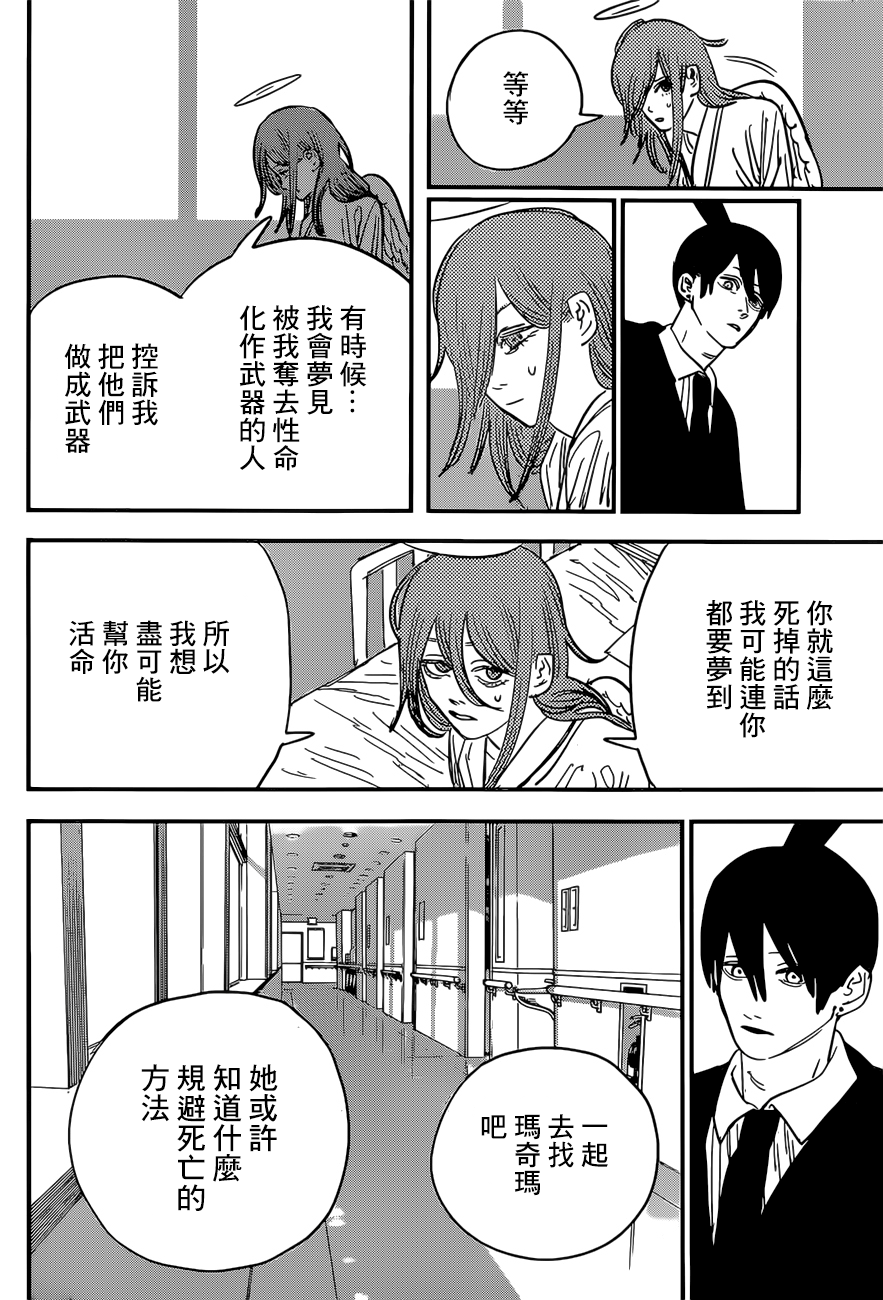 等等
有時候…
我會夢見
被我奪去性命
化作武器的人
控訴我
把他們
做成武器
你就這麼
死掉的話
我可能連你
都要夢到
所以
我想
盡可能
幫你
活命
一起
去找
瑪奇瑪
吧
她或許
知道什麼
規避死亡的
方法